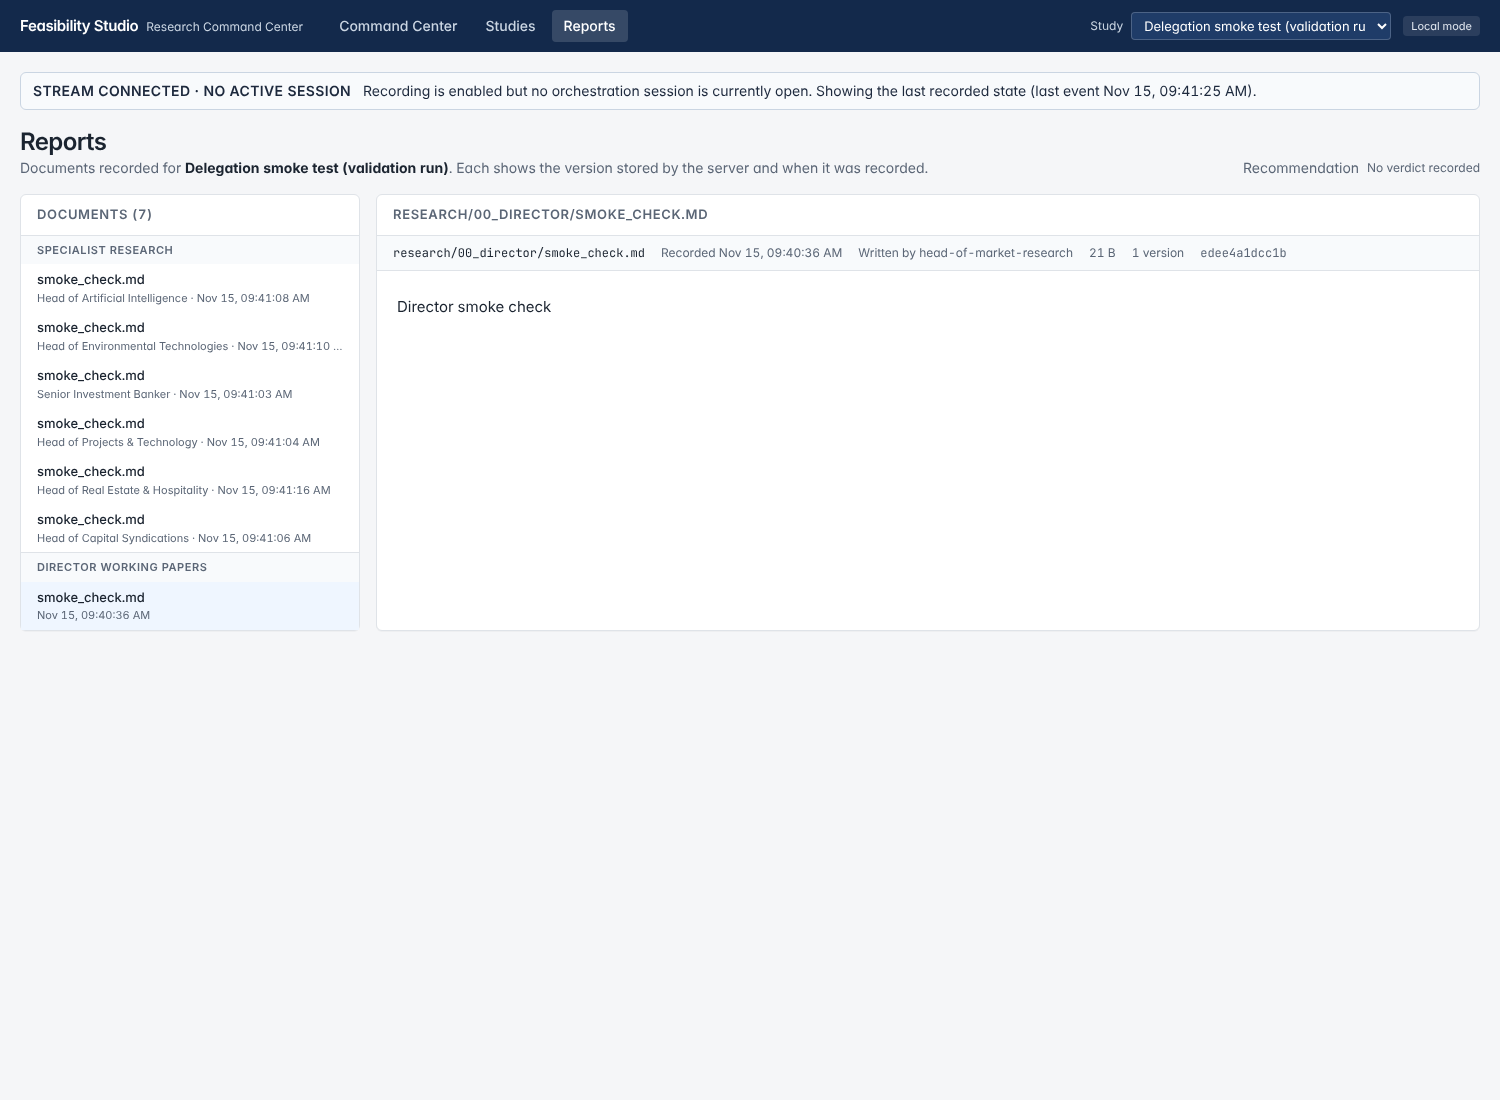 Feasibility Studio Research Command Center Command Center Studies Reports Study Delegation smoke test (validation ru Local mode
STREAM CONNECTED · NO ACTIVE SESSION Recording is enabled but no orchestration session is currently open. Showing the last recorded state (last event Nov 15, 09:41:25 AM).
Reports
Documents recorded for Delegation smoke test (validation run). Each shows the version stored by the server and when it was recorded. Recommendation No verdict recorded
DOCUMENTS (7)
SPECIALIST RESEARCH
smoke_check.md
Head of Artificial Intelligence · Nov 15, 09:41:08 AM
smoke_check.md
Head of Environmental Technologies · Nov 15, 09:41:10 ...
smoke_check.md
Senior Investment Banker · Nov 15, 09:41:03 AM
smoke_check.md
Head of Projects & Technology · Nov 15, 09:41:04 AM
smoke_check.md
Head of Real Estate & Hospitality · Nov 15, 09:41:16 AM
smoke_check.md
Head of Capital Syndications · Nov 15, 09:41:06 AM
DIRECTOR WORKING PAPERS
smoke_check.md
Nov 15, 09:40:36 AM
RESEARCH/00_DIRECTOR/SMOKE_CHECK.MD
research/00_director/smoke_check.md Recorded Nov 15, 09:40:36 AM Written by head-of-market-research 21 B 1 version edee4a1dcc1b
Director smoke check